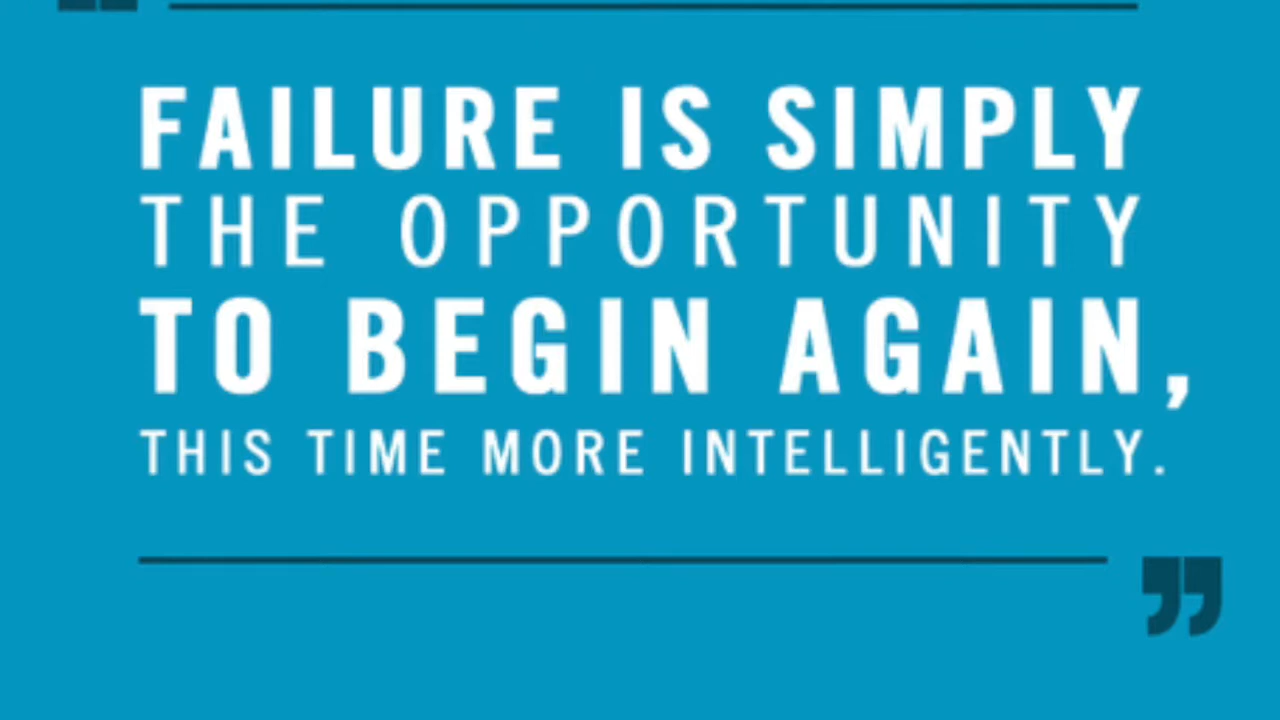 FAILURE IS SIMPLY
THE OPPORTUNITY
TO BEGIN AGAIN,
THIS TIME MORE INTELLIGENTLY.
”